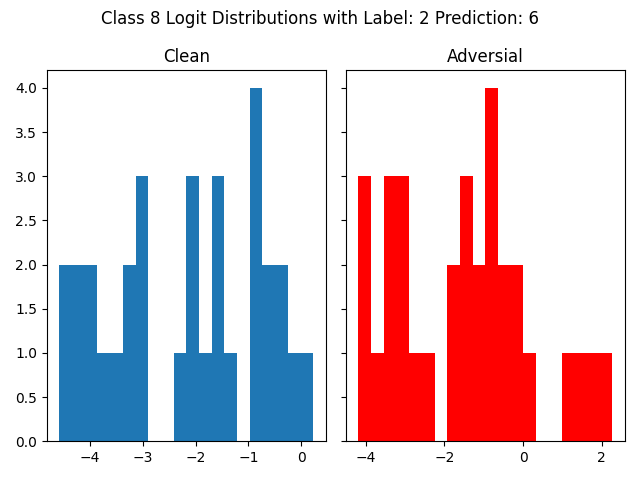 Class 8 Logit Distributions with Label: 2 Prediction: 6
Clean
Adversial
4.0
3.5
3.0
2.5
2.0
1.5
1.0
0.5
0.0
−4 −3 −2 −1 0
−4 −2 0 2